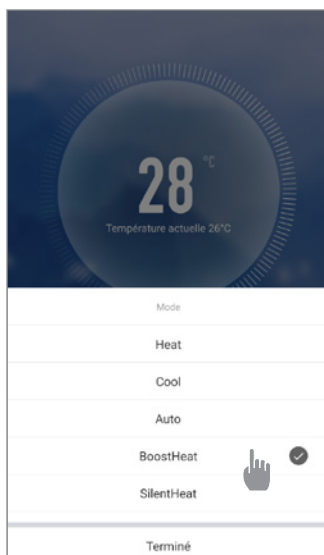 28 °C
Température actuelle 26°C
Mode
Heat
Cool
Auto
BoostHeat
SilentHeat
Terminé